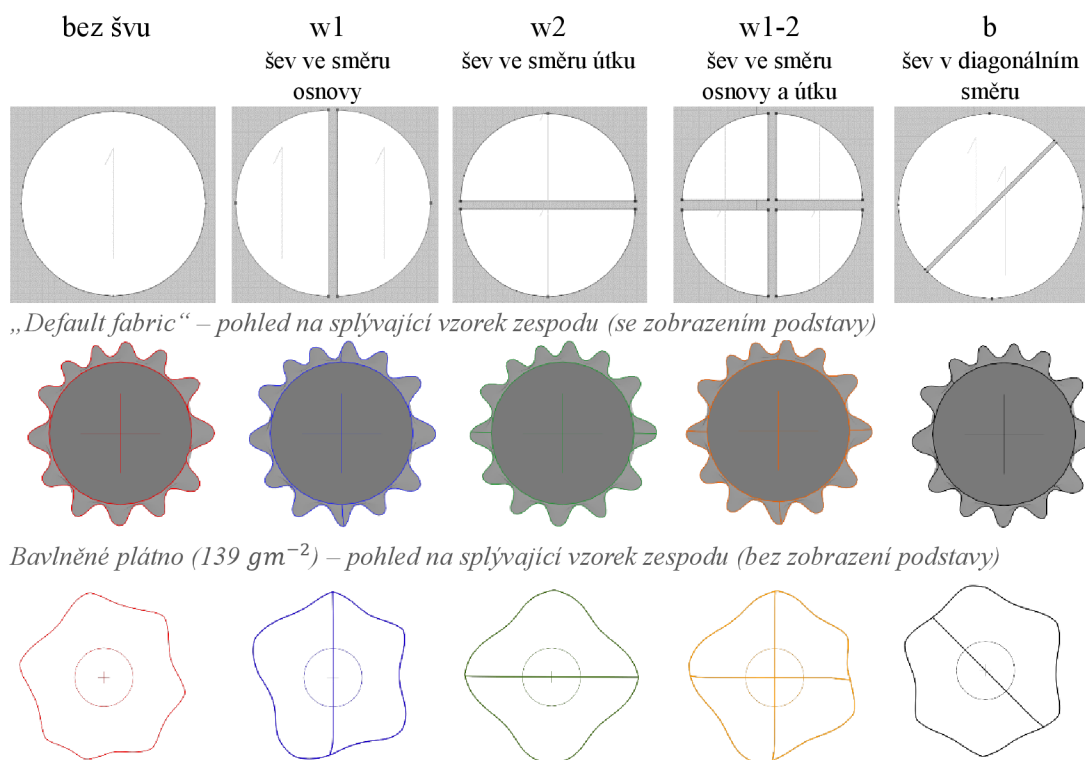 bez švu
w1
w2
w1-2
b
šev ve směru
osnovy
šev ve směru útku
šev ve směru
osnovy a útku
šev v diagonálním
směru
„Default fabric“ – pohled na splývající vzorek zespodu (se zobrazením podstavy)
Bavlněné plátno (139 gm⁻²) – pohled na splývající vzorek zespodu (bez zobrazení podstavy)